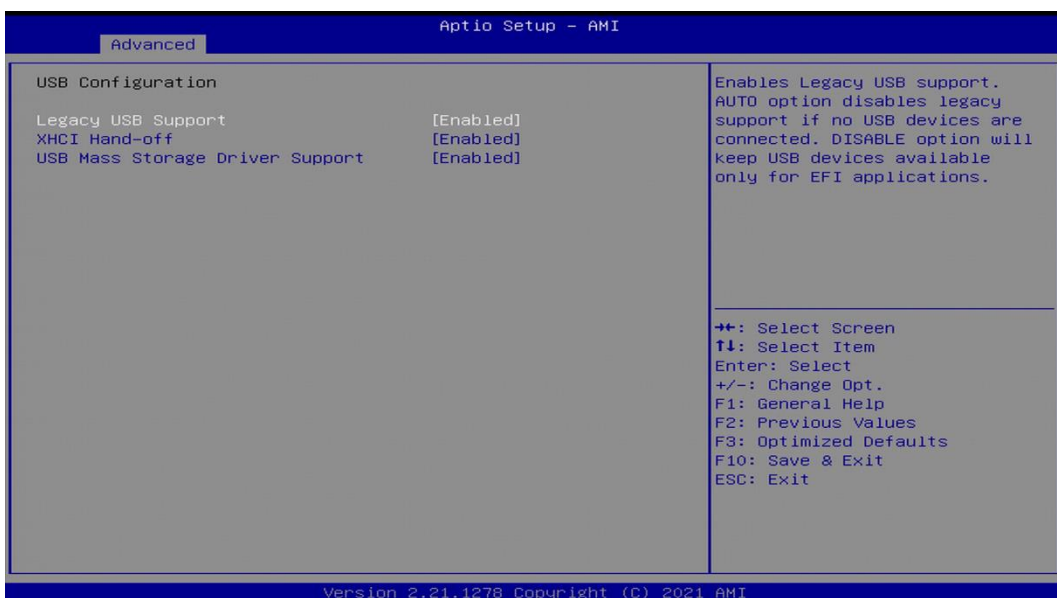 Aptio Setup - AMI
Advanced
USB Configuration
Legacy USB Support [Enabled]
XHCI Hand-off [Enabled]
USB Mass Storage Driver Support [Enabled]
Enables Legacy USB support.
AUTO option disables legacy
support if no USB devices are
connected. DISABLE option will
keep USB devices available
only for EFI applications.
→←: Select Screen
↑↓: Select Item
Enter: Select
+/-: Change Opt.
F1: General Help
F2: Previous Values
F3: Optimized Defaults
F10: Save & Exit
ESC: Exit
Version 2.21.1278 Copyright (C) 2021 AMI